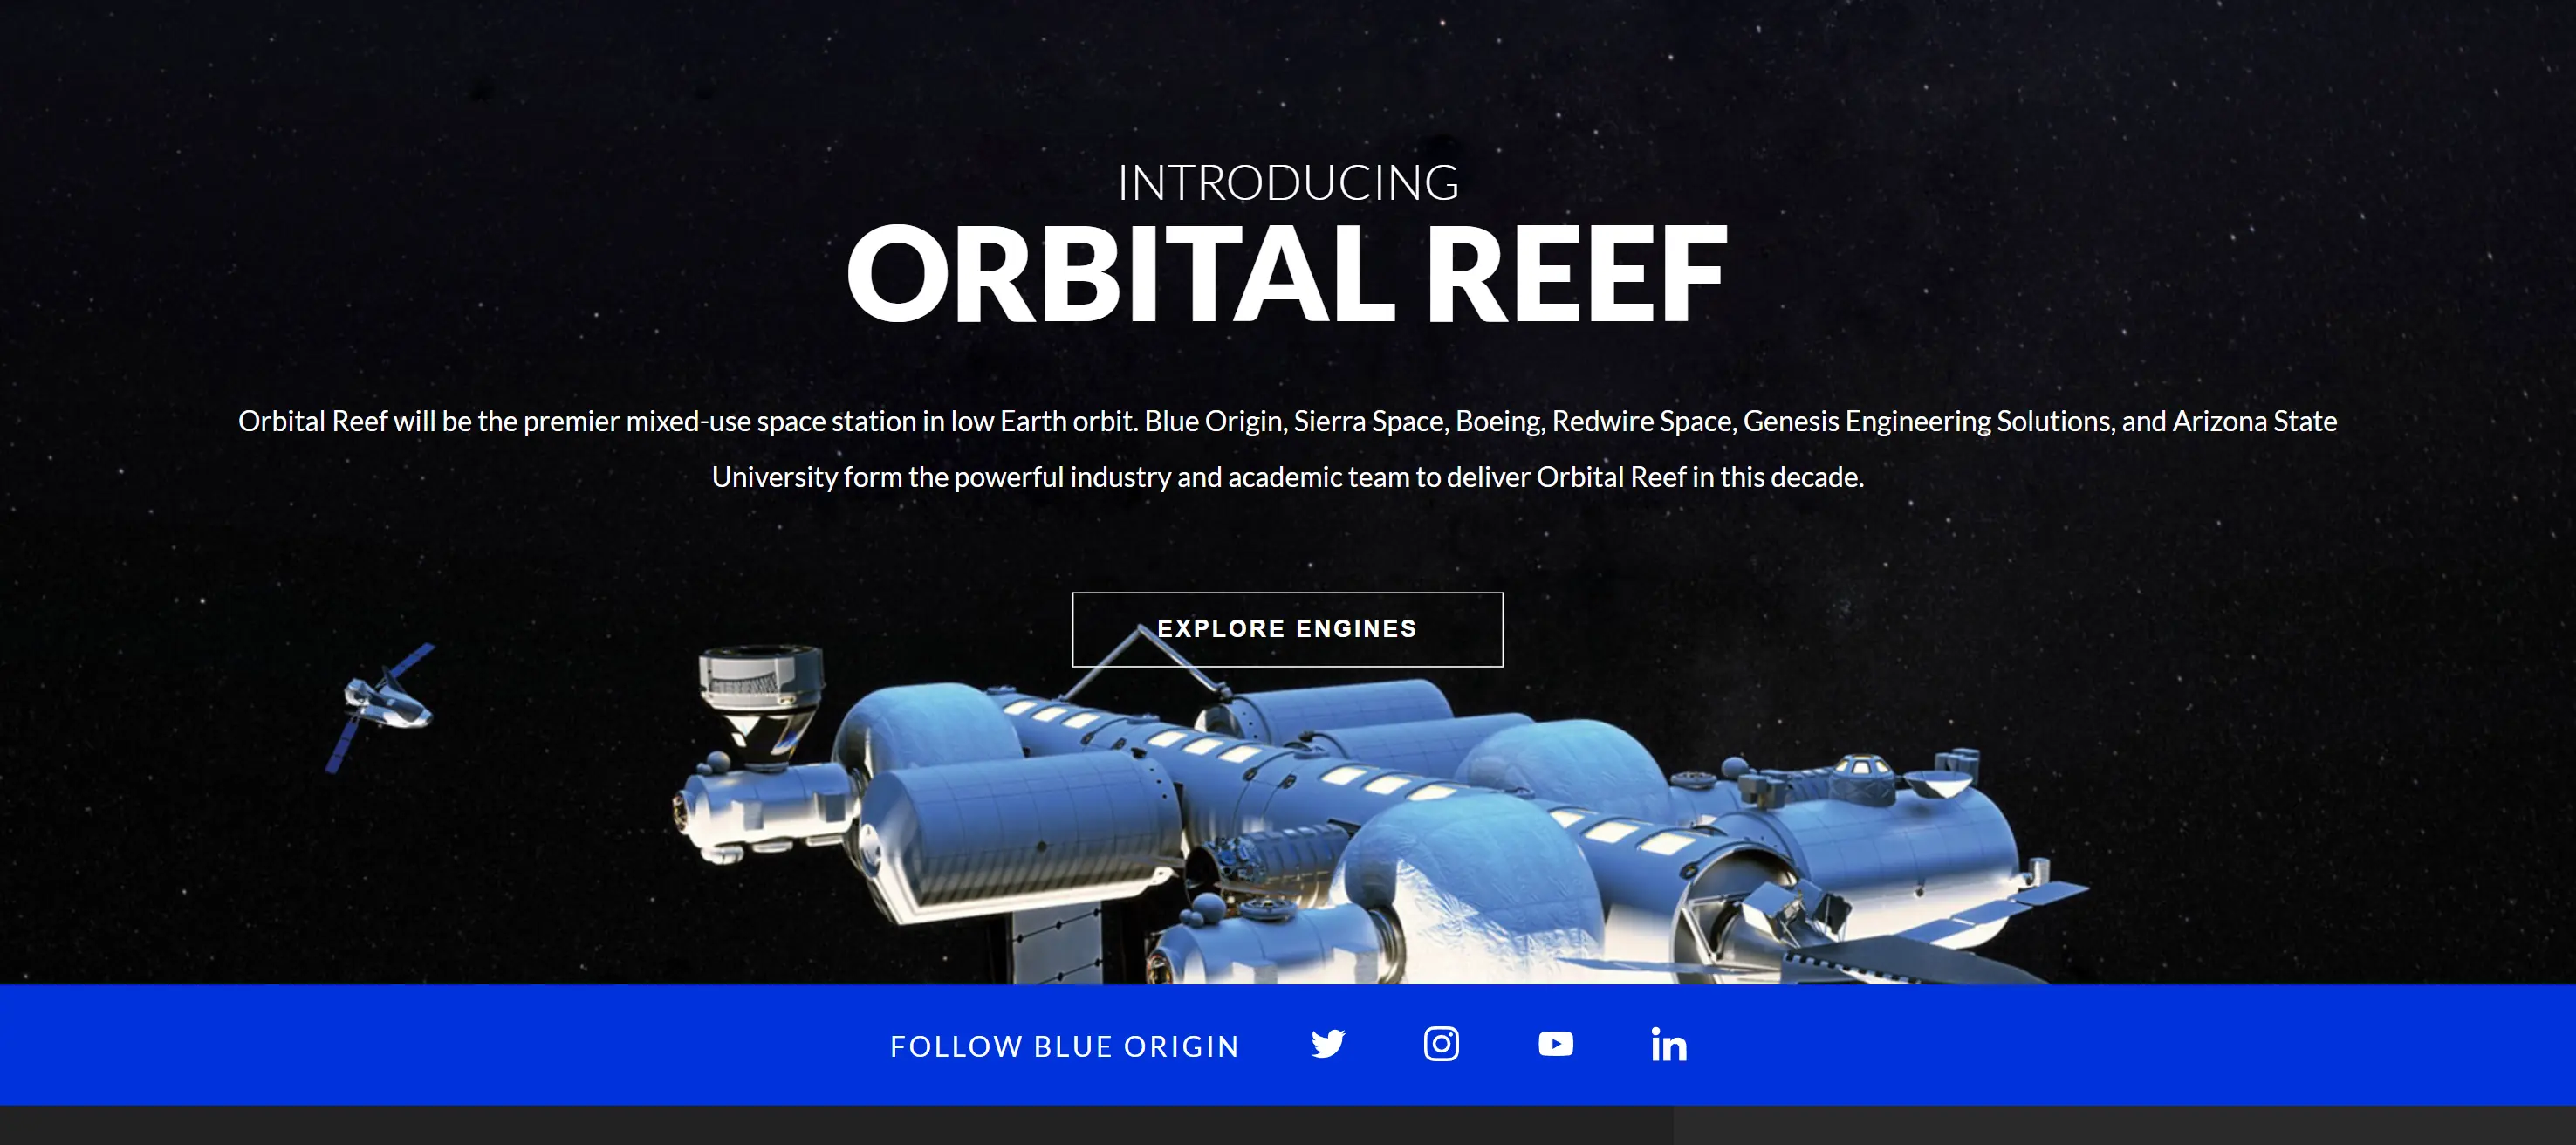 INTRODUCING
ORBITAL REEF
Orbital Reef will be the premier mixed-use space station in low Earth orbit. Blue Origin, Sierra Space, Boeing, Redwire Space, Genesis Engineering Solutions, and Arizona State
University form the powerful industry and academic team to deliver Orbital Reef in this decade.
EXPLORE ENGINES
FOLLOW BLUE ORIGIN